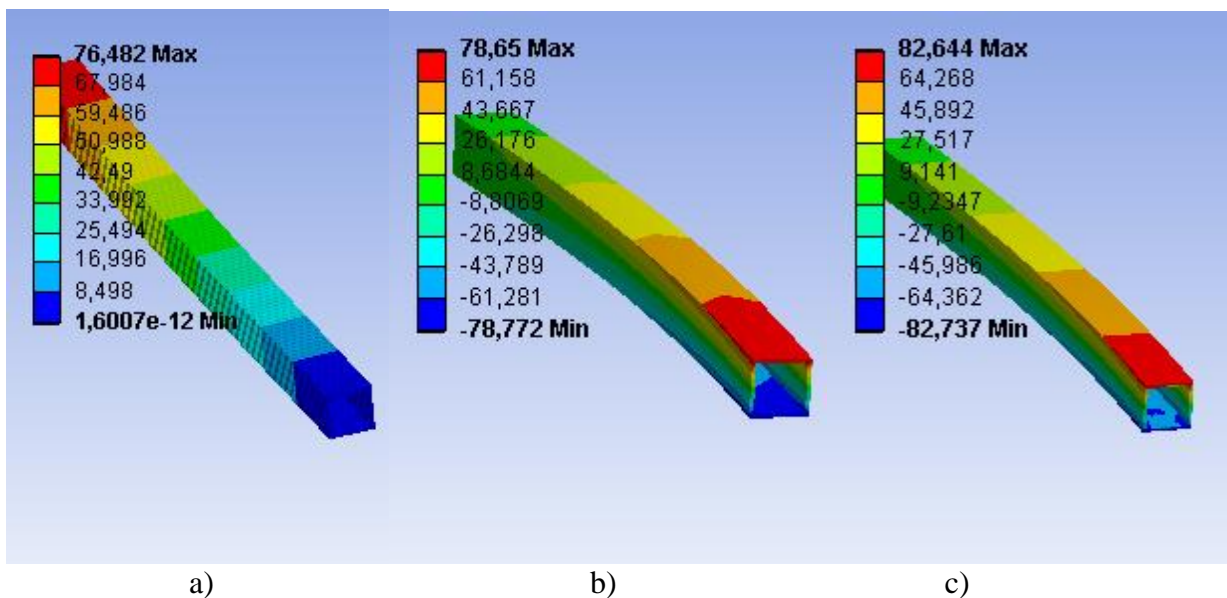 76,482 Max
67,984
59,486
50,988
42,49
33,992
25,494
16,996
8,498
1,6007e-12 Min
78,65 Max
61,158
43,667
26,176
8,6844
-8,8069
-26,298
-43,789
-61,281
-78,772 Min
82,644 Max
64,268
45,892
27,517
9,141
-9,2347
-27,61
-45,986
-64,362
-82,737 Min
a)
b)
c)